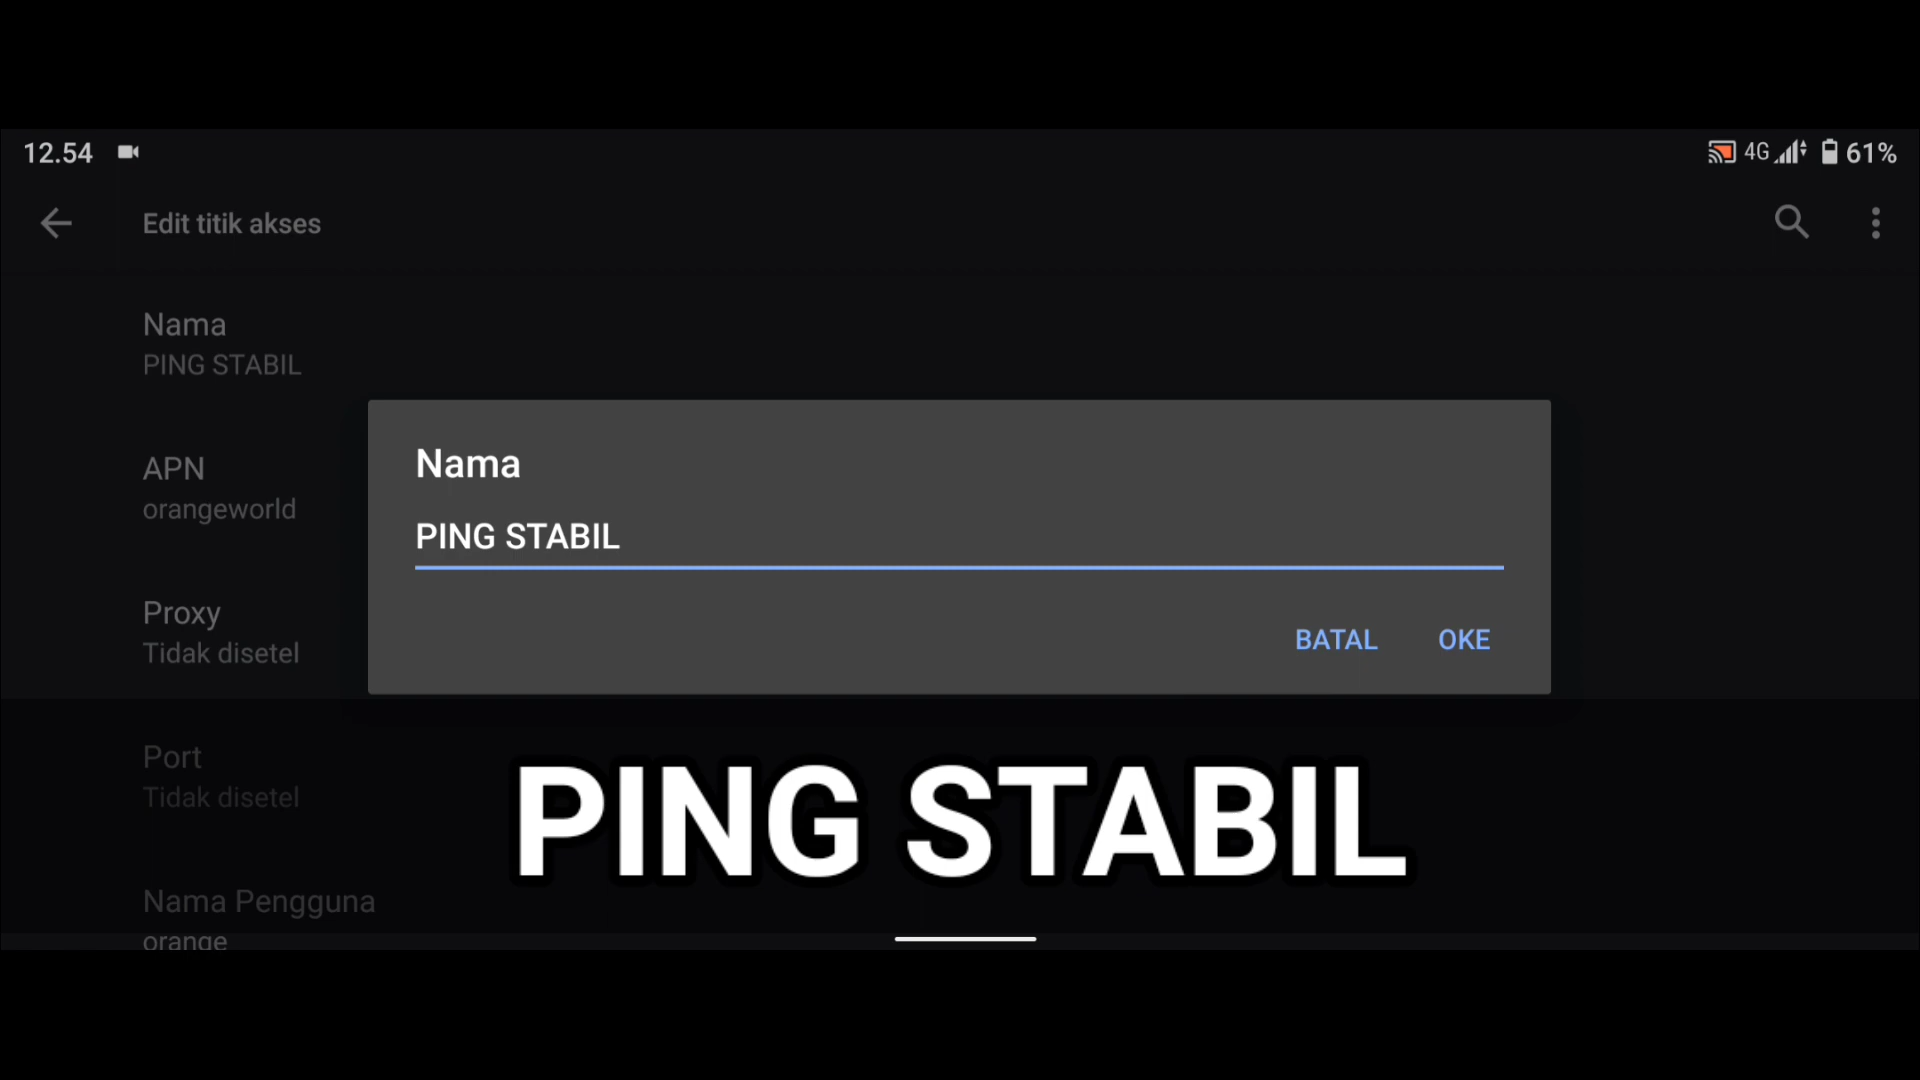 12.54 4G 61%
Edit titik akses
Nama
PING STABIL
APN
orangeworld
Proxy
Tidak disetel
Port
Tidak disetel
Nama Pengguna
orange
Nama
PING STABIL
BATAL OKE
PING STABIL